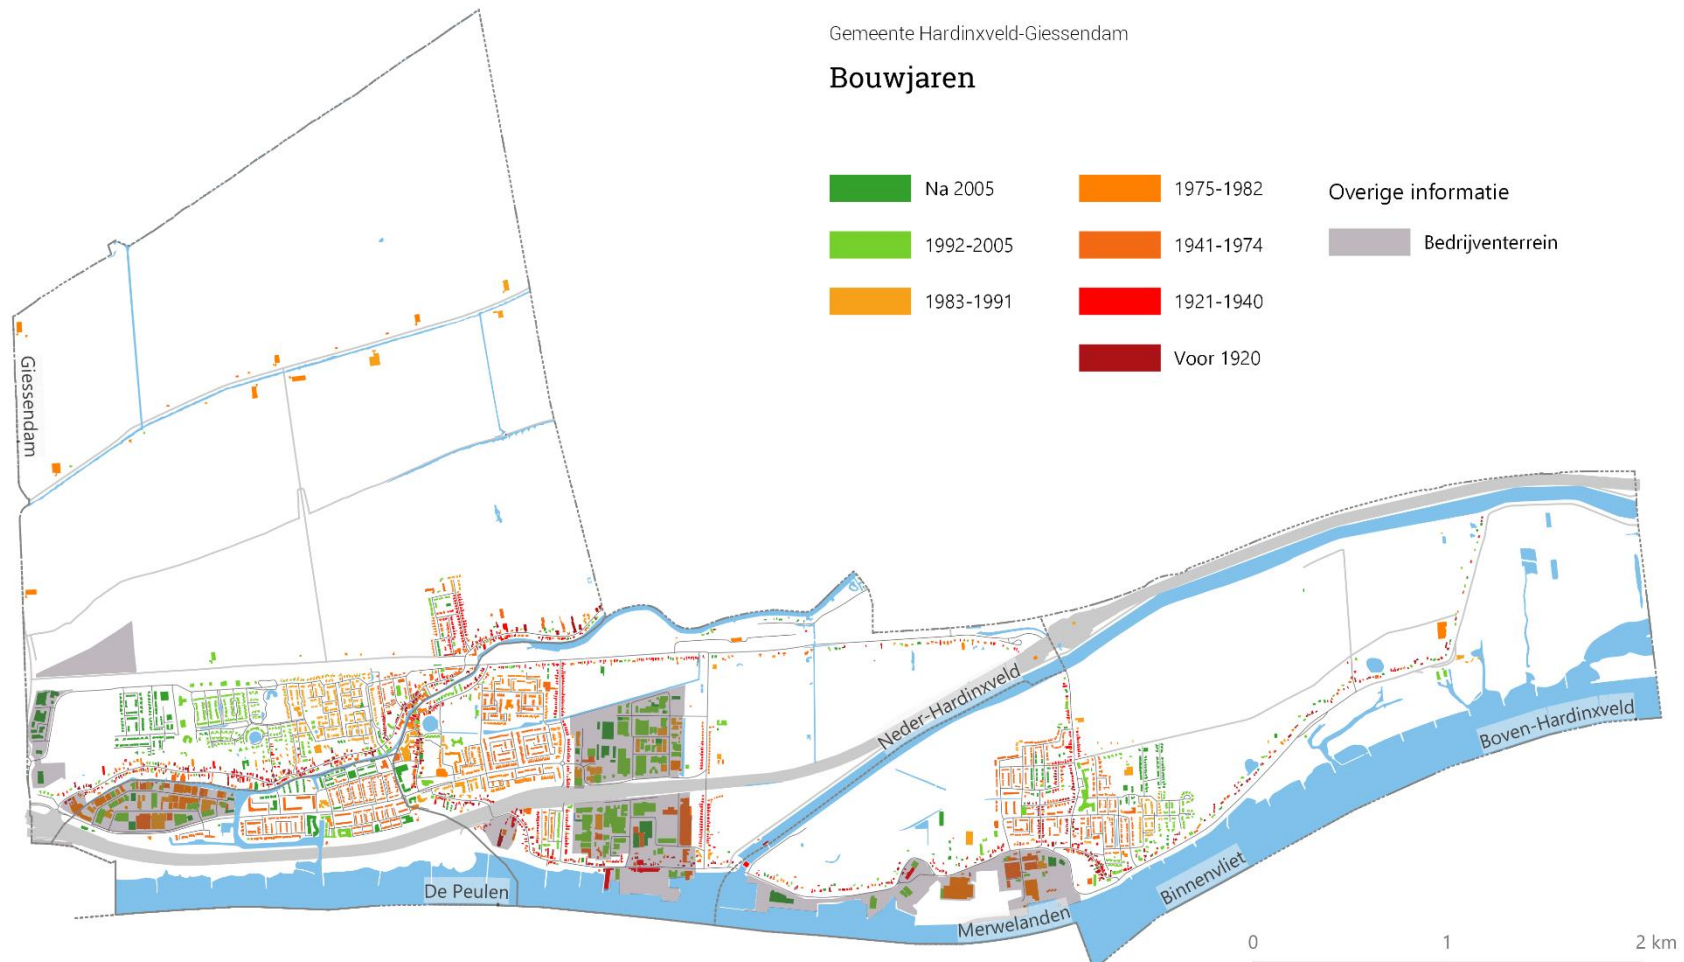 Gemeente Hardinxveld-Giessendam
Bouwjaren
Na 2005
1992-2005
1983-1991
1975-1982
1941-1974
1921-1940
Voor 1920
Overige informatie
Bedrijventerrein
Giessendam
Neder-Hardinxveld
Boven-Hardinxveld
De Peulen
Binnenvliet
Merwelanden
0 1 2 km